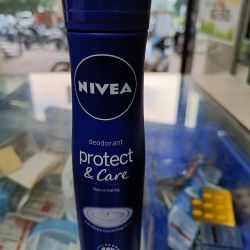 NIVEA
deodorant
protect
& Care
Non-irritating